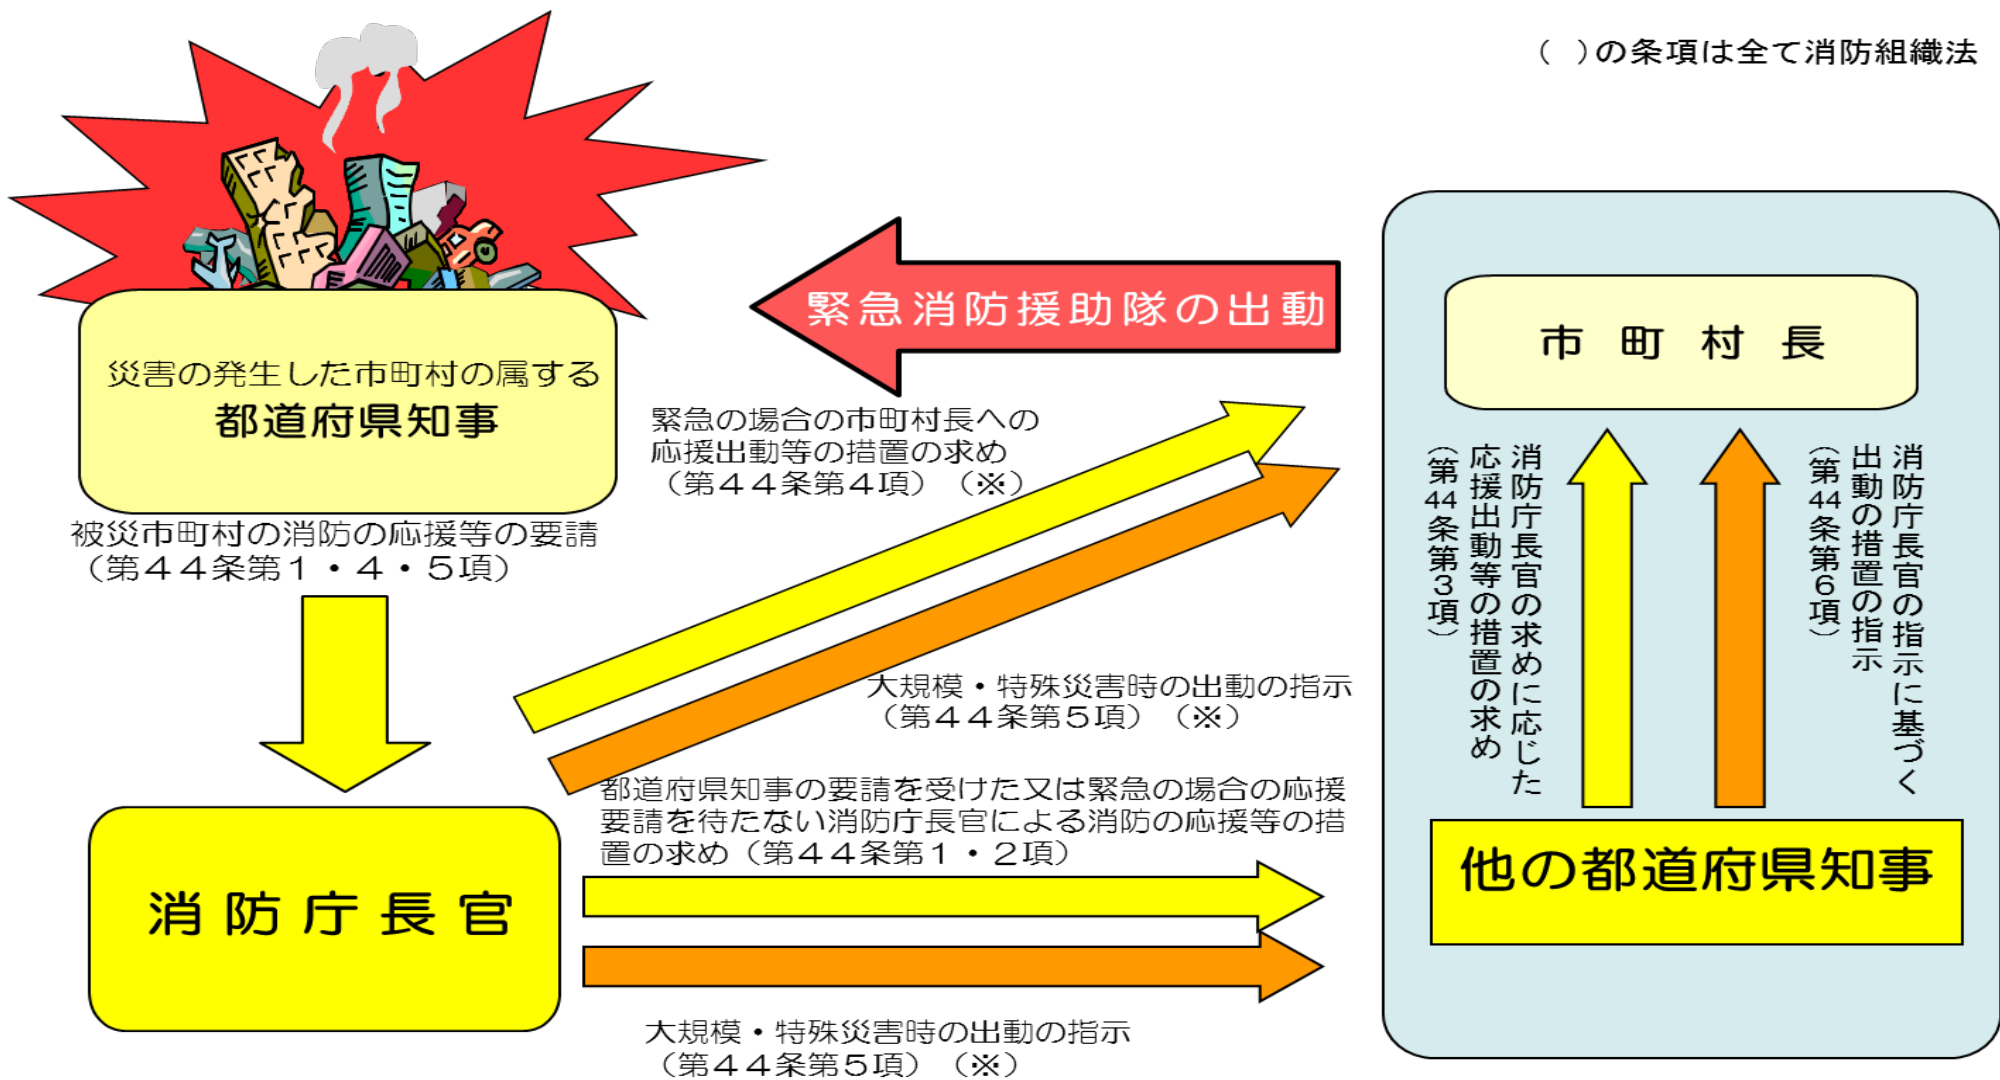 （　）の条項は全て消防組織法
災害の発生した市町村の属する
都道府県知事
被災市町村の消防の応援等の要請
（第４４条第１・４・５項）
緊急消防援助隊の出動
緊急の場合の市町村長への
応援出動等の措置の求め
（第４４条第４項）（※）
大規模・特殊災害時の出動の指示
（第４４条第５項）（※）
都道府県知事の要請を受けた又は緊急の場合の応援
要請を待たない消防庁長官による消防の応援等の措
置の求め（第４４条第１・２項）
消防庁長官
大規模・特殊災害時の出動の指示
（第４４条第５項）（※）
市町村長
消防庁長官の指示に基づく
出動の措置の指示
（第44条第６項）
消防庁長官の求めに応じた
応援出動等の措置の求め
（第44条第３項）
他の都道府県知事